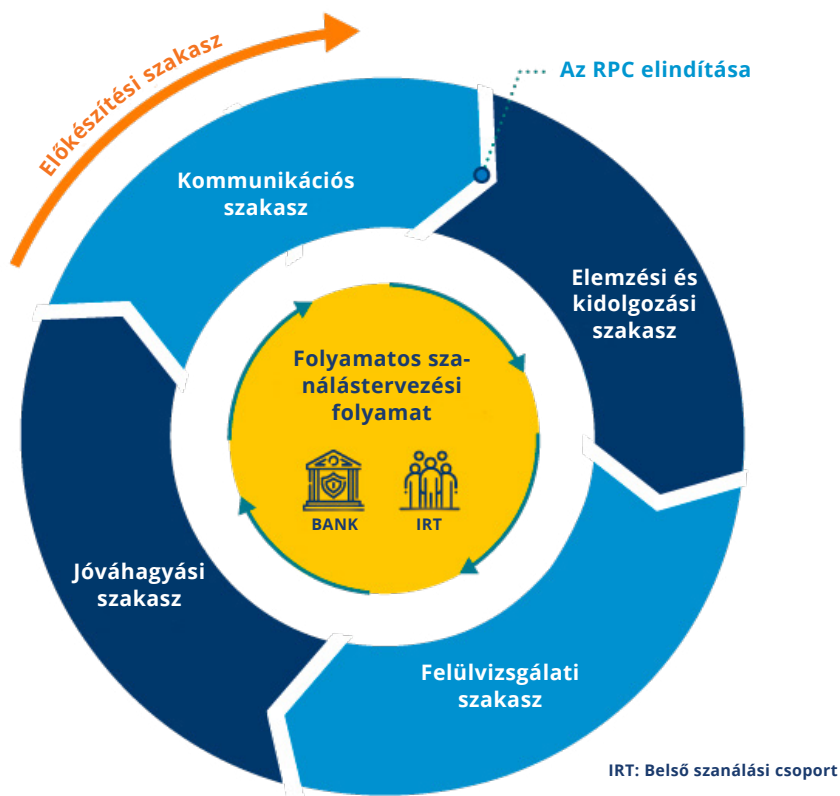 Előkészítési szakasz
Az RPC elindítása
Kommunikációs
szakasz
Elemzési és
kidolgozási
szakasz
Folyamatos sza-
nálástervezési
folyamat
BANK
IRT
Jóváhagyási
szakasz
Felülvizsgálati
szakasz
IRT: Belső szanálási csoport